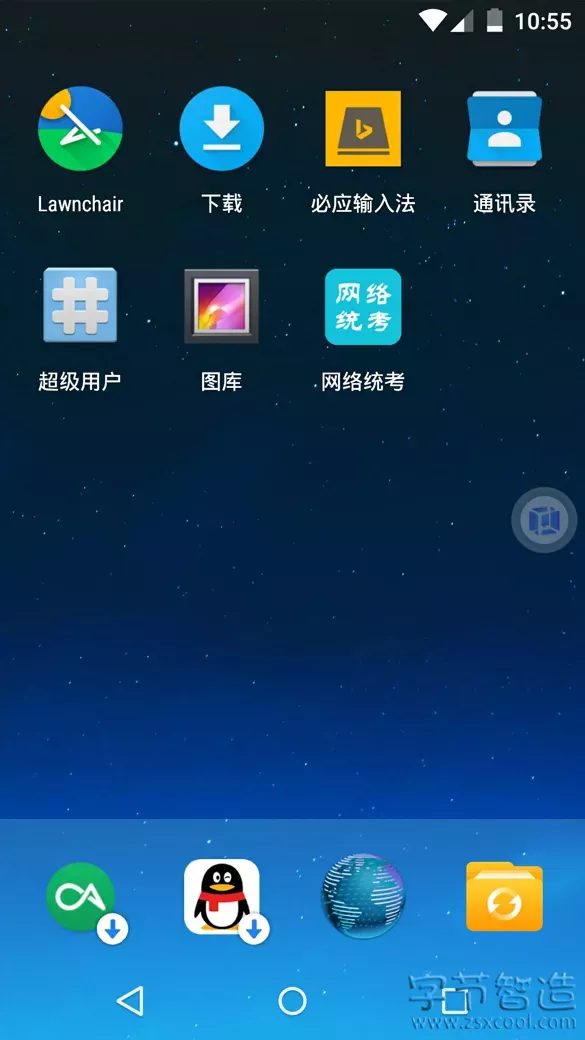 10:55
Lawnchair
下载
必应输入法
通讯录
网络
统考
超级用户
图库
网络统考
字节智造
www.zsxcool.com